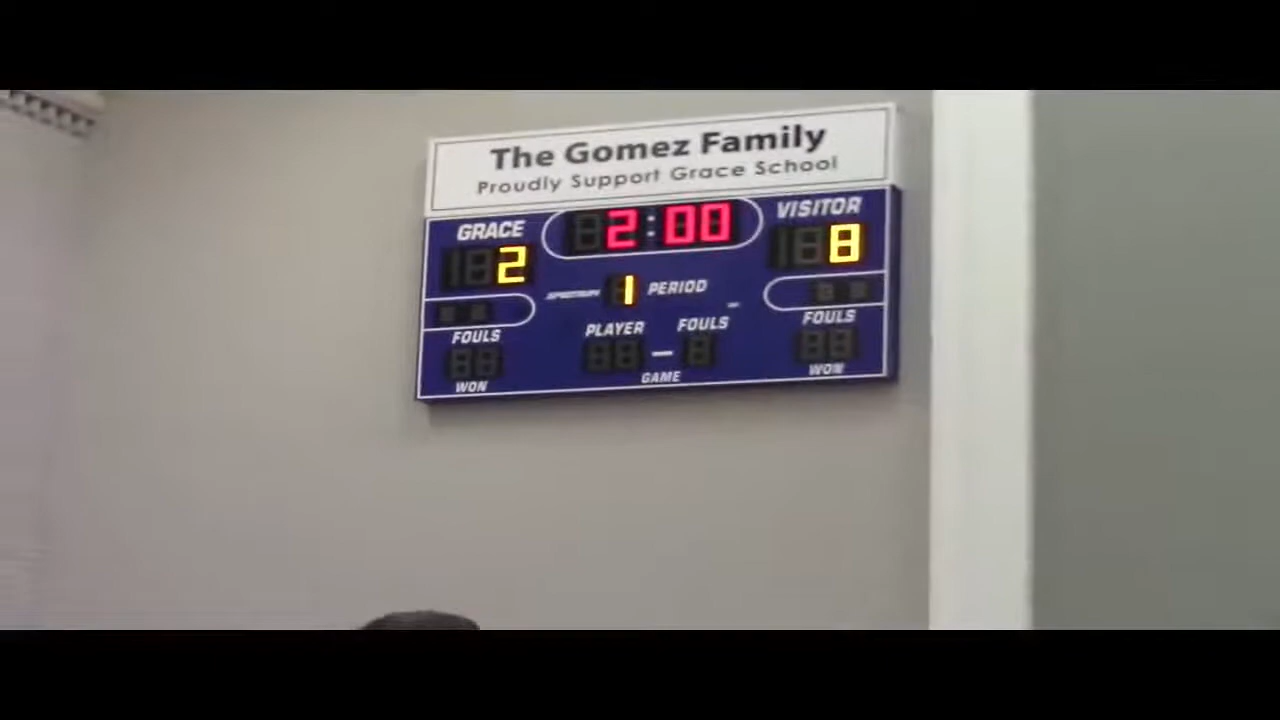 The Gomez Family
Proudly Support Grace School
GRACE 2:00 VISITOR
2 8
1 PERIOD
FOULS PLAYER FOULS FOULS
WON GAME WON